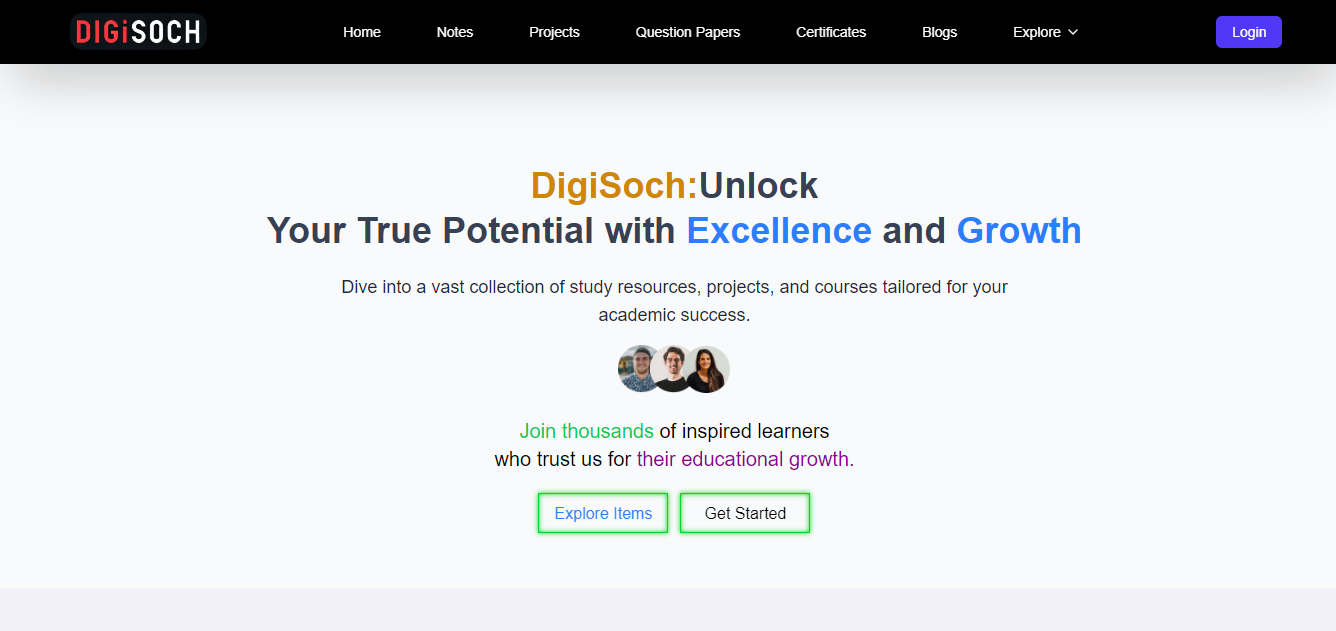 DIGiSOCH
Home Notes Projects Question Papers Certificates Blogs Explore Login
DigiSoch:Unlock
Your True Potential with Excellence and Growth
Dive into a vast collection of study resources, projects, and courses tailored for your
academic success.
Join thousands of inspired learners
who trust us for their educational growth.
Explore Items Get Started